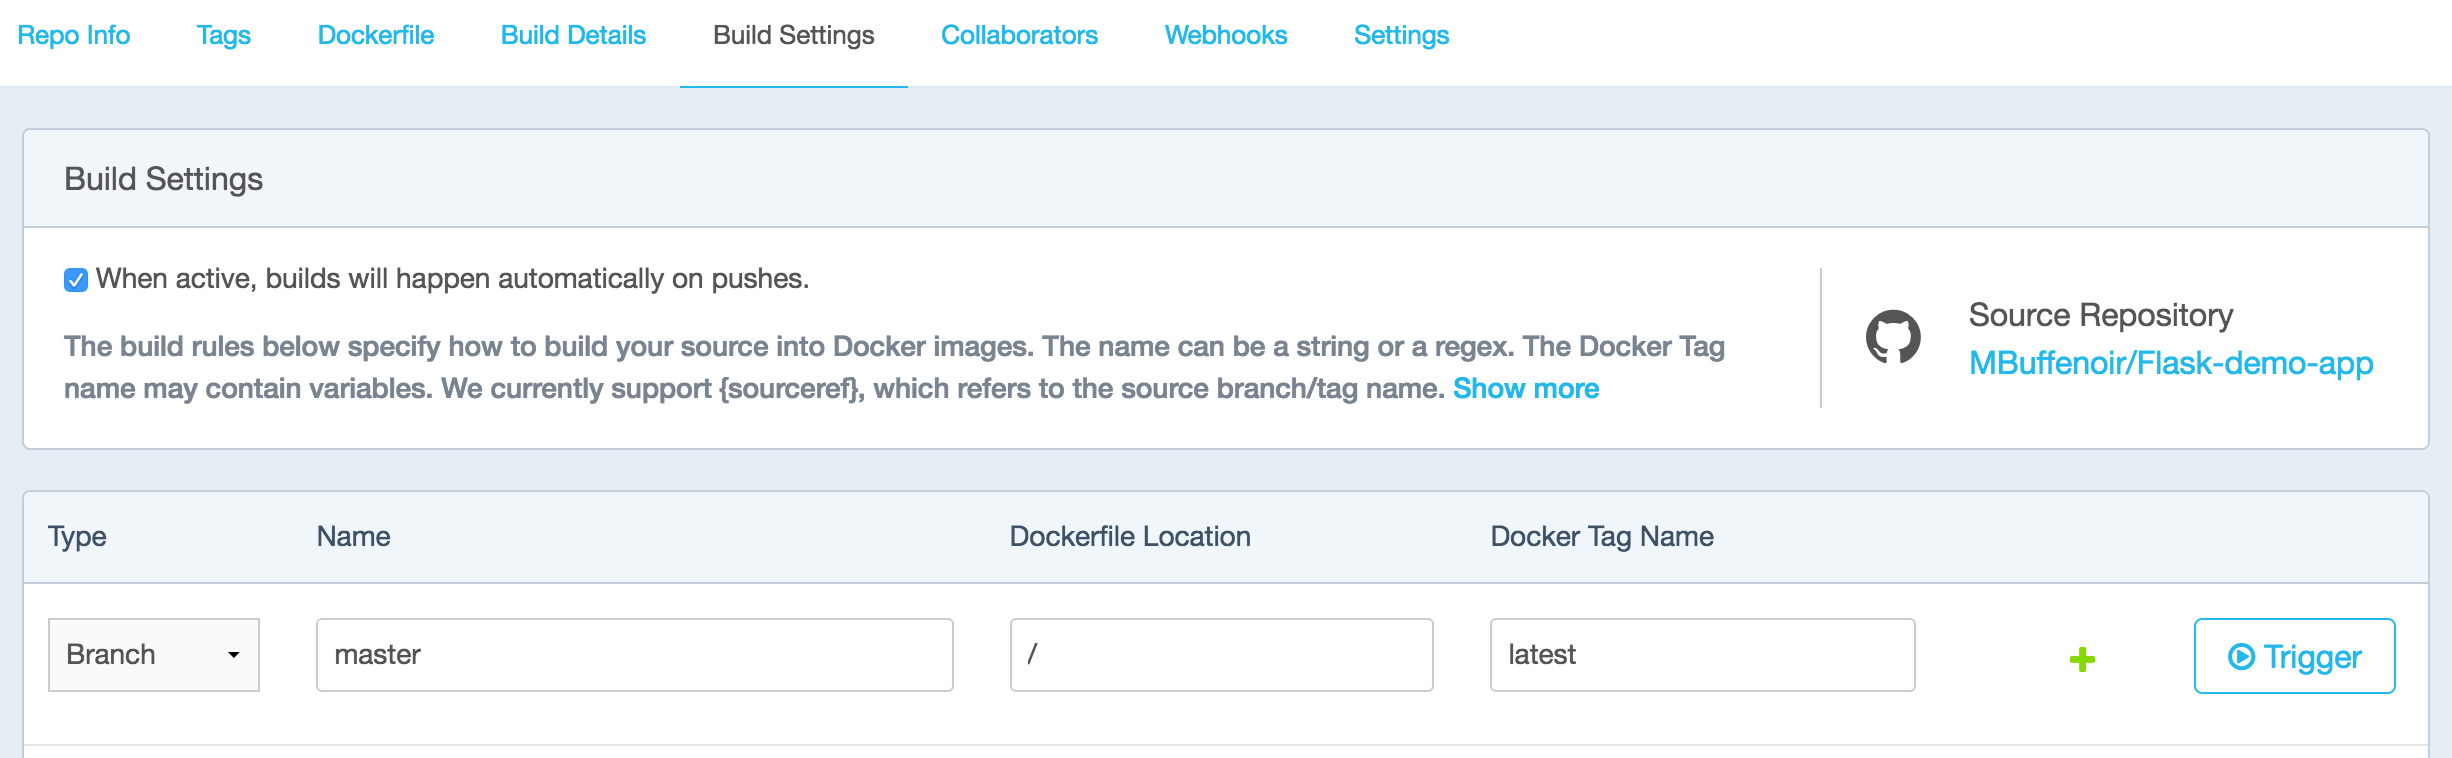 Repo Info Tags Dockerfile Build Details Build Settings Collaborators Webhooks Settings
Build Settings
When active, builds will happen automatically on pushes.
The build rules below specify how to build your source into Docker images. The name can be a string or a regex. The Docker Tag
name may contain variables. We currently support {sourceref}, which refers to the source branch/tag name. Show more
Source Repository
MBuffenoir/Flask-demo-app
Type Name Dockerfile Location Docker Tag Name
Branch master / latest Trigger